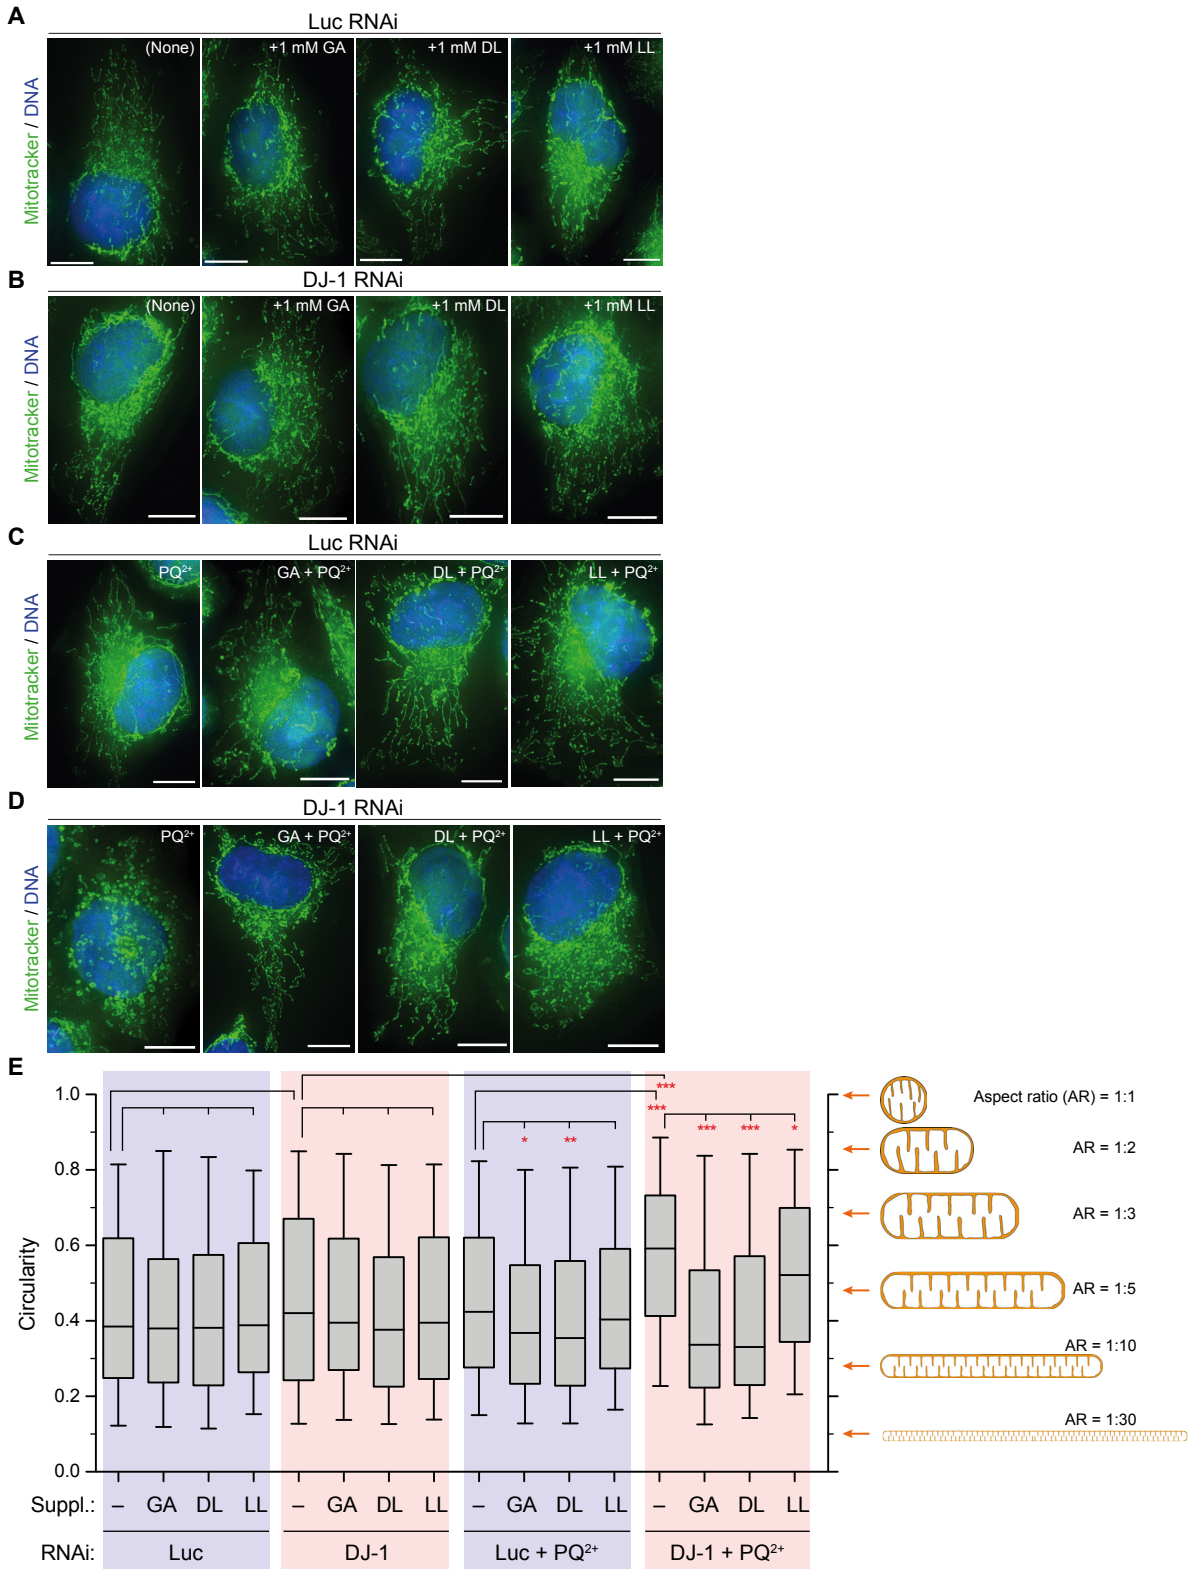 A
Luc RNAi
(None)
+1 mM GA
+1 mM DL
+1 mM LL
Mitotracker / DNA
B
DJ-1 RNAi
(None)
+1 mM GA
+1 mM DL
+1 mM LL
Mitotracker / DNA
C
Luc RNAi
PQ²⁺
GA + PQ²⁺
DL + PQ²⁺
LL + PQ²⁺
Mitotracker / DNA
D
DJ-1 RNAi
PQ²⁺
GA + PQ²⁺
DL + PQ²⁺
LL + PQ²⁺
Mitotracker / DNA
E
***
***
*** *** *
* **
1.0
0.8
0.6
0.4
0.2
0.0
Circularity
Aspect ratio (AR) = 1:1
AR = 1:2
AR = 1:3
AR = 1:5
AR = 1:10
AR = 1:30
Suppl.: – GA DL LL – GA DL LL – GA DL LL – GA DL LL
RNAi: Luc DJ-1 Luc + PQ²⁺ DJ-1 + PQ²⁺